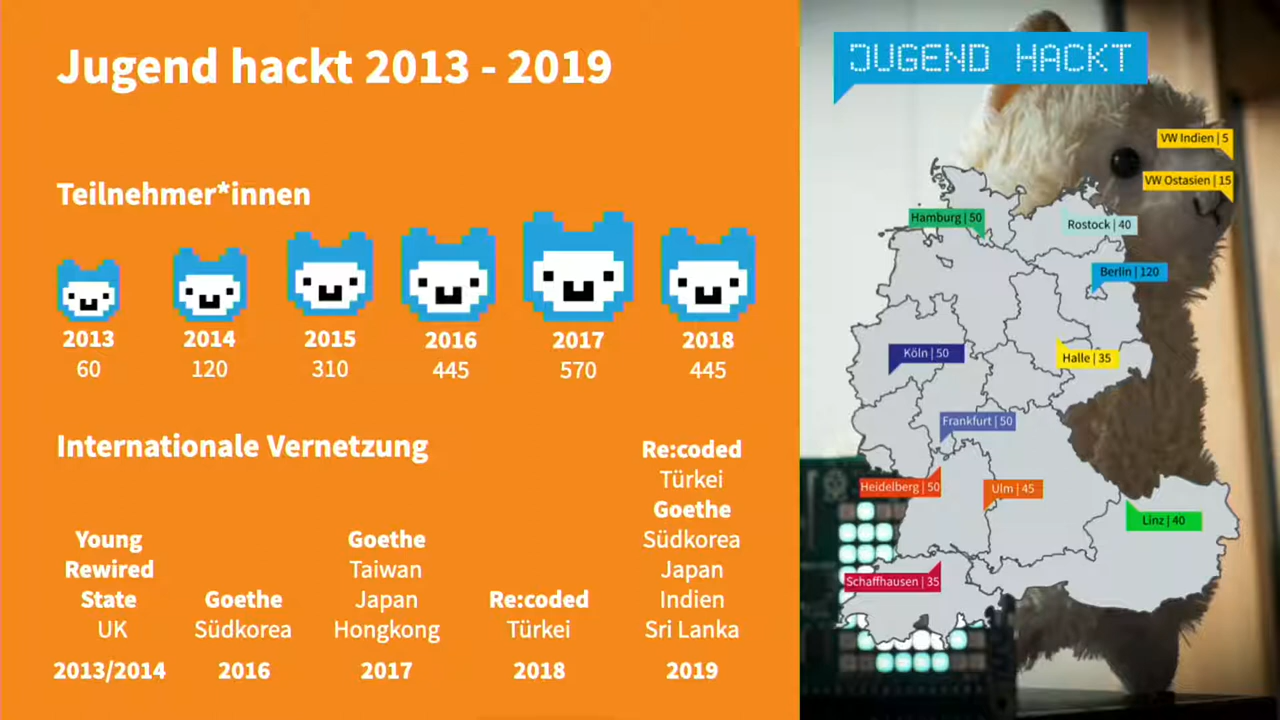 Jugend hackt 2013 - 2019
Teilnehmer*innen
2013
60
2014
120
2015
310
2016
445
2017
570
2018
445
Internationale Vernetzung
Young
Rewired
State
UK
2013/2014
Goethe
Südkorea
2016
Goethe
Taiwan
Japan
Hongkong
2017
Re:coded
Türkei
2018
Re:coded
Türkei
Goethe
Südkorea
Japan
Indien
Sri Lanka
2019
JUGEND HACKT
VW Indien | 5
VW Ostasien | 15
Hamburg | 50
Rostock | 40
Berlin | 120
Köln | 50
Halle | 35
Frankfurt | 50
Heidelberg | 50
Ulm | 45
Linz | 40
Schaffhausen | 35